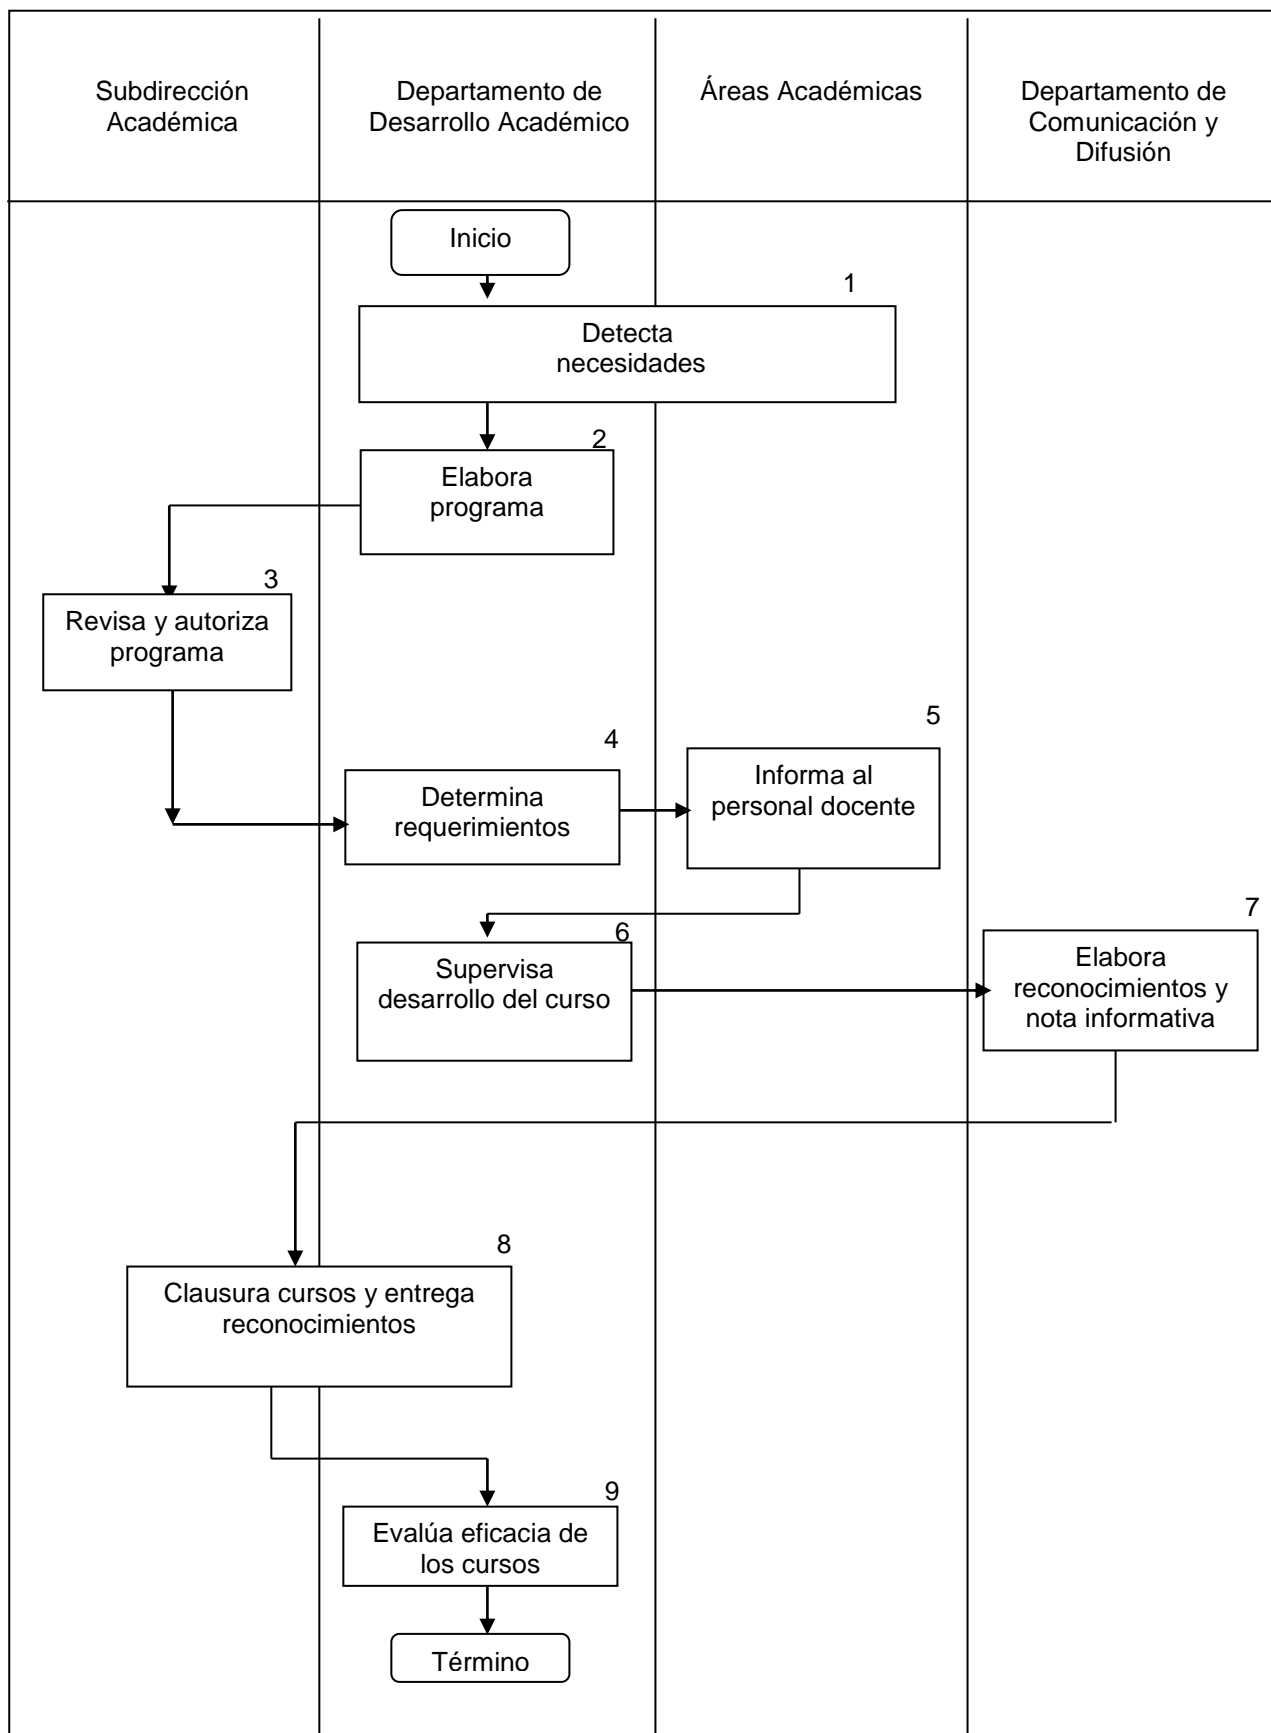 Subdirección
Académica
Departamento de
Desarrollo Académico
Áreas Académicas
Departamento de
Comunicación y
Difusión
Inicio
1
Detecta
necesidades
2
Elabora
programa
3
Revisa y autoriza
programa
4
Determina
requerimientos
5
Informa al
personal docente
6
Supervisa
desarrollo del curso
7
Elabora
reconocimientos y
nota informativa
8
Clausura cursos y entrega
reconocimientos
9
Evalúa eficacia de
los cursos
Término